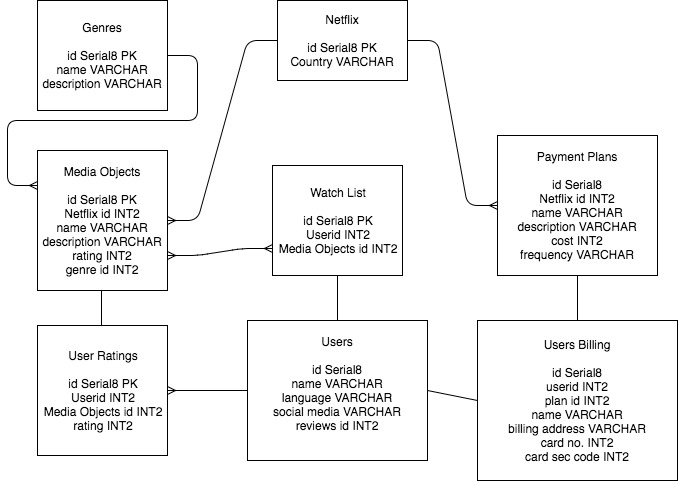 Genres
id Serial8 PK
name VARCHAR
description VARCHAR
Netflix
id Serial8 PK
Country VARCHAR
Media Objects
id Serial8 PK
Netflix id INT2
name VARCHAR
description VARCHAR
rating INT2
genre id INT2
Watch List
id Serial8 PK
Userid INT2
Media Objects id INT2
Payment Plans
id Serial8
Netflix id INT2
name VARCHAR
description VARCHAR
cost INT2
frequency VARCHAR
User Ratings
id Serial8 PK
Userid INT2
Media Objects id INT2
rating INT2
Users
id Serial8
name VARCHAR
language VARCHAR
social media VARCHAR
reviews id INT2
Users Billing
id Serial8
userid INT2
plan id INT2
name VARCHAR
billing address VARCHAR
card no. INT2
card sec code INT2